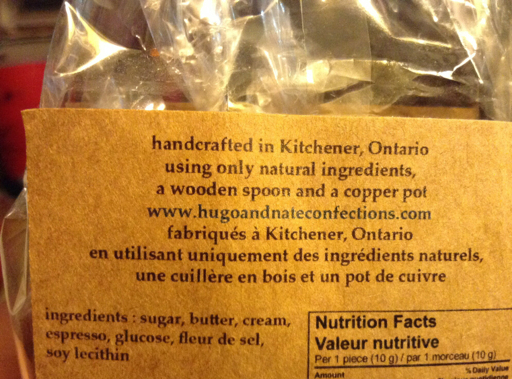 handcrafted in Kitchener, Ontario
using only natural ingredients,
a wooden spoon and a copper pot
www.hugoandnateconfections.com
fabriqués à Kitchener, Ontario
en utilisant uniquement des ingrédients naturels,
une cuillère en bois et un pot de cuivre
ingredients : sugar, butter, cream,
espresso, glucose, fleur de sel,
soy lecithin
Nutrition Facts
Valeur nutritive
Per 1 piece (10 g) / par 1 morceau (10 g)
Amount % Daily Value